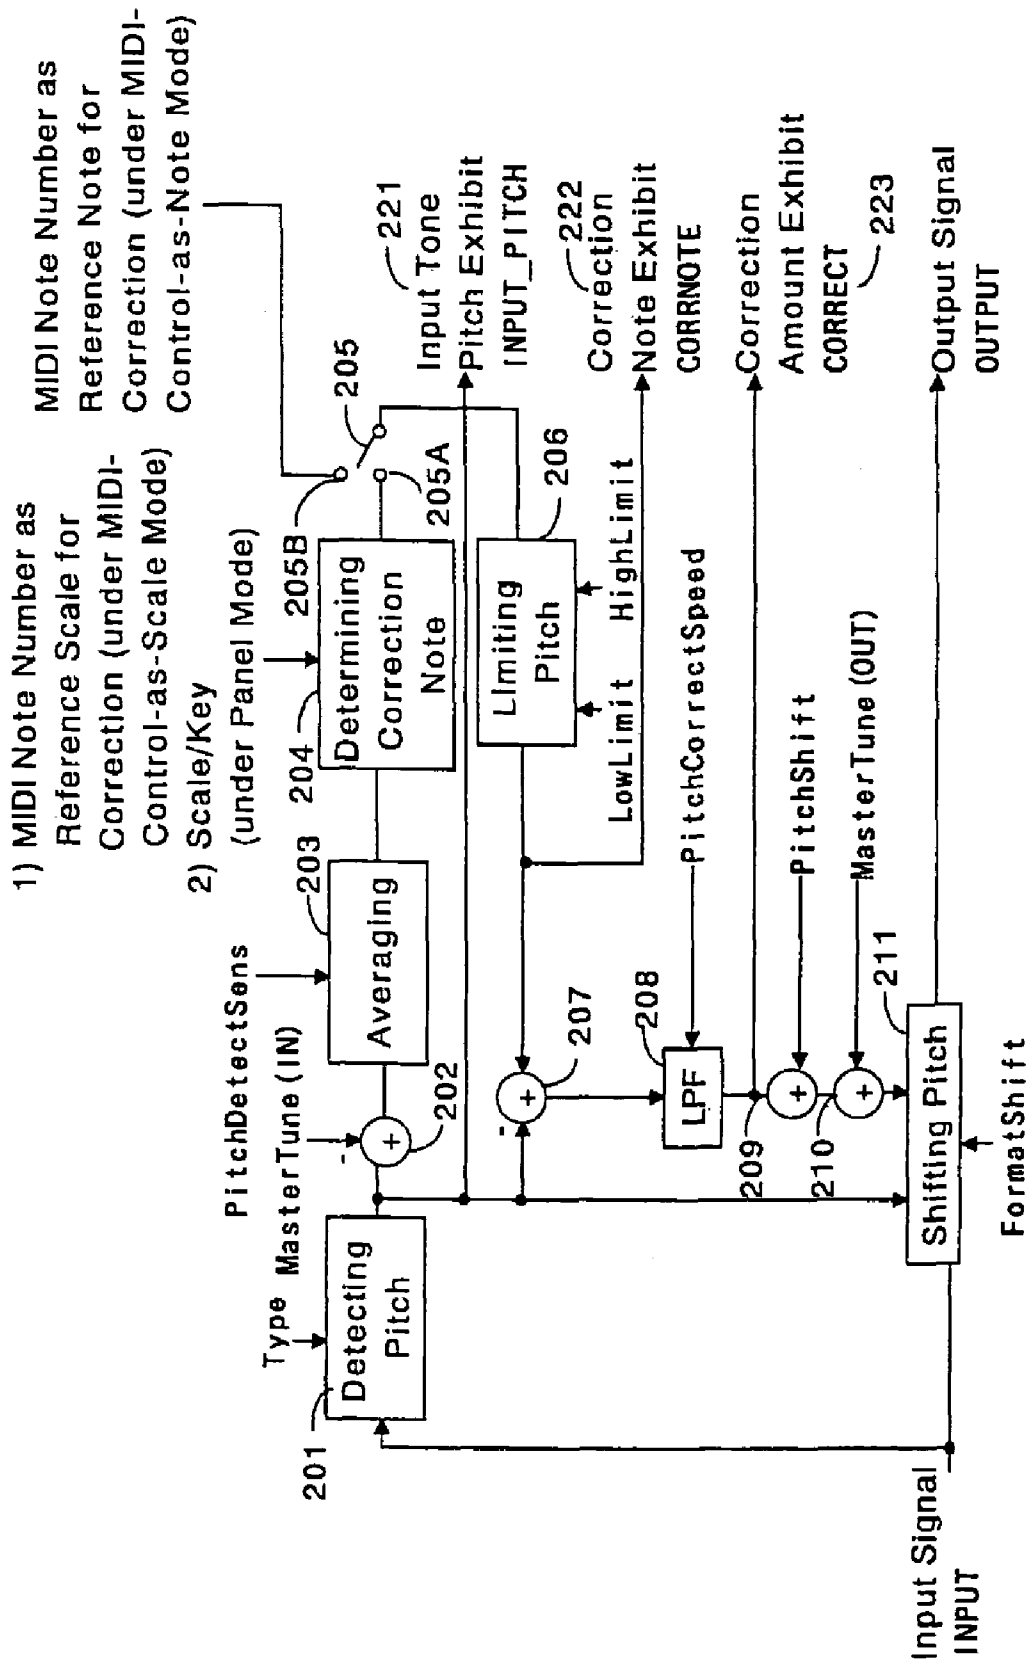 1) MIDI Note Number as
Reference Scale for
Correction (under MIDI-
Control-as-Scale Mode)
2) Scale/Key
(under Panel Mode)
MIDI Note Number as
Reference Note for
Correction (under MIDI-
Control-as-Note Mode)
PitchDetectSens
MasterTune(IN)
Type
201
Detecting
Pitch
-
+
202
203
Averaging
204
Determining
Correction
Note
205B
205
205A
206
LImiting
Pitch
LowLimit
HighLimit
221
Input Tone
Pitch Exhibit
INPUT_PITCH
222
Correction
Note Exhibit
CORRNOTE
-
+
207
208
LPF
PitchCorrectSpeed
Correction
Amount Exhibit
CORRECT
223
209
+
PitchShift
210
+
MasterTune(OUT)
211
Shifting Pitch
FormatShift
Input Signal
INPUT
Output Signal
OUTPUT